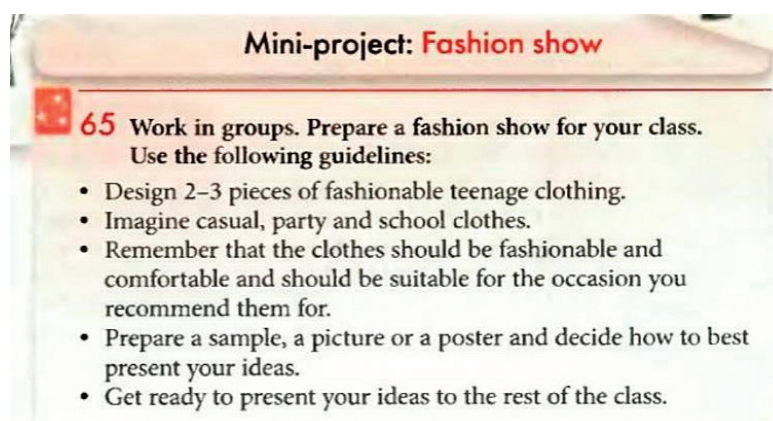 Mini-project: Fashion show
65 Work in groups. Prepare a fashion show for your class.
Use the following guidelines:
• Design 2–3 pieces of fashionable teenage clothing.
• Imagine casual, party and school clothes.
• Remember that the clothes should be fashionable and
comfortable and should be suitable for the occasion you
recommend them for.
• Prepare a sample, a picture or a poster and decide how to best
present your ideas.
• Get ready to present your ideas to the rest of the class.